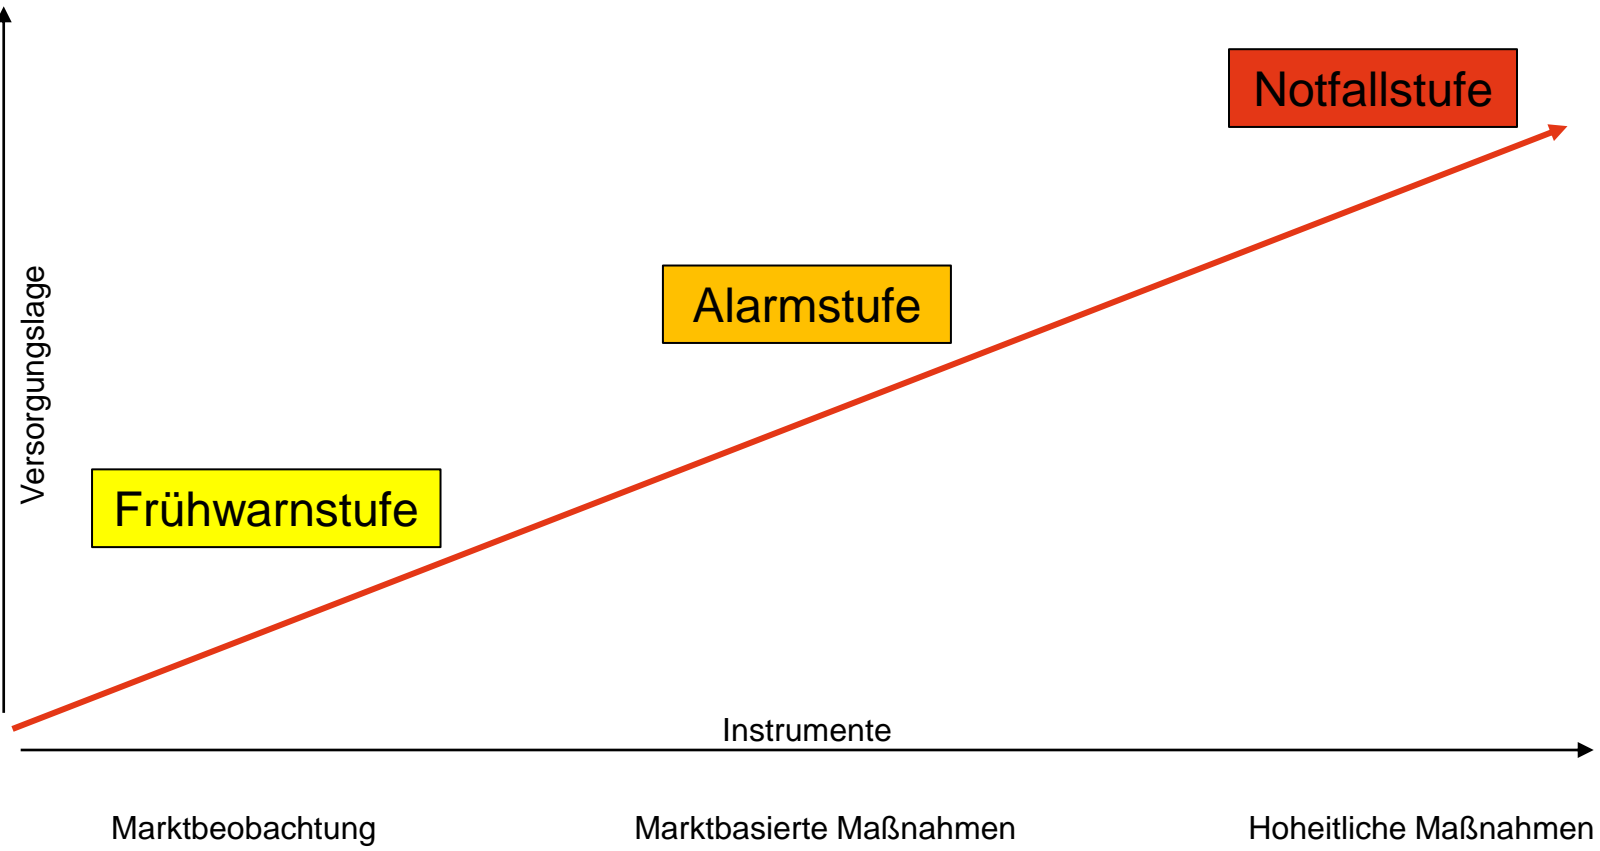 Notfallstufe
Alarmstufe
Versorgungslage
Frühwarnstufe
Instrumente
Marktbeobachtung
Marktbasierte Maßnahmen
Hoheitliche Maßnahmen